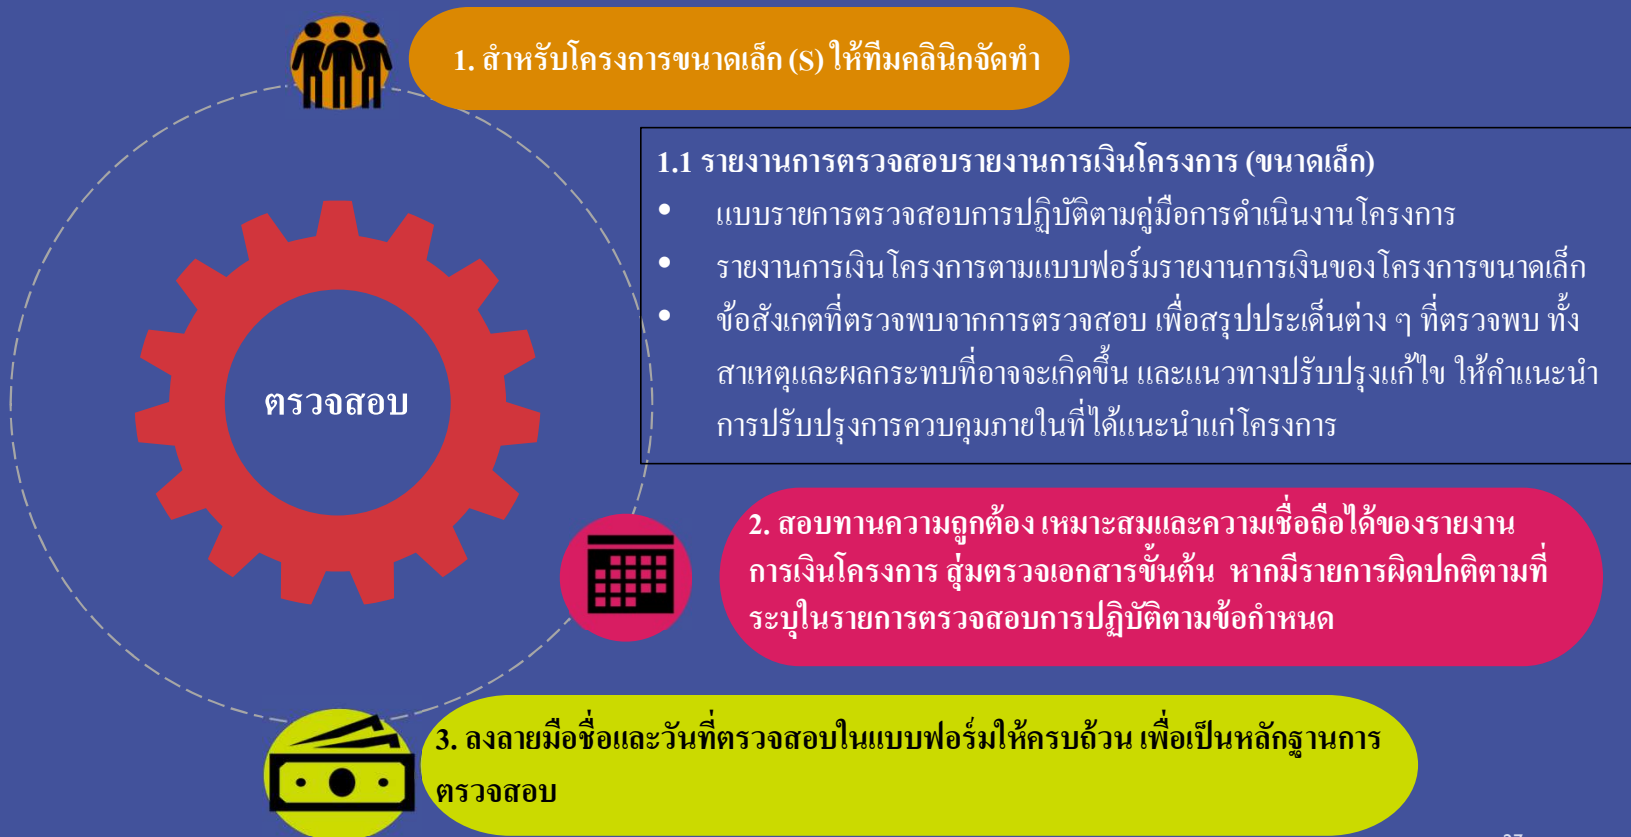 1. สำหรับโครงการขนาดเล็ก (S) ให้ทีมคลินิกจัดทำ
1.1 รายงานการตรวจสอบรายงานการเงินโครงการ (ขนาดเล็ก)
• แบบรายการตรวจสอบการปฏิบัติตามคู่มือการดำเนินงานโครงการ
• รายงานการเงินโครงการตามแบบฟอร์มรายงานการเงินของโครงการขนาดเล็ก
• ข้อสังเกตที่ตรวจพบจากการตรวจสอบ เพื่อสรุปประเด็นต่าง ๆ ที่ตรวจพบ ทั้ง
สาเหตุและผลกระทบที่อาจจะเกิดขึ้น และแนวทางปรับปรุงแก้ไข ให้คำแนะนำ
การปรับปรุงการควบคุมภายในที่ได้แนะนำแก่โครงการ
ตรวจสอบ
2. สอบทานความถูกต้อง เหมาะสมและความเชื่อถือได้ของรายงาน
การเงินโครงการ สุ่มตรวจเอกสารขั้นต้น หากมีรายการผิดปกติตามที่
ระบุในรายการตรวจสอบการปฏิบัติตามข้อกำหนด
3. ลงลายมือชื่อและวันที่ตรวจสอบในแบบฟอร์มให้ครบถ้วน เพื่อเป็นหลักฐานการ
ตรวจสอบ